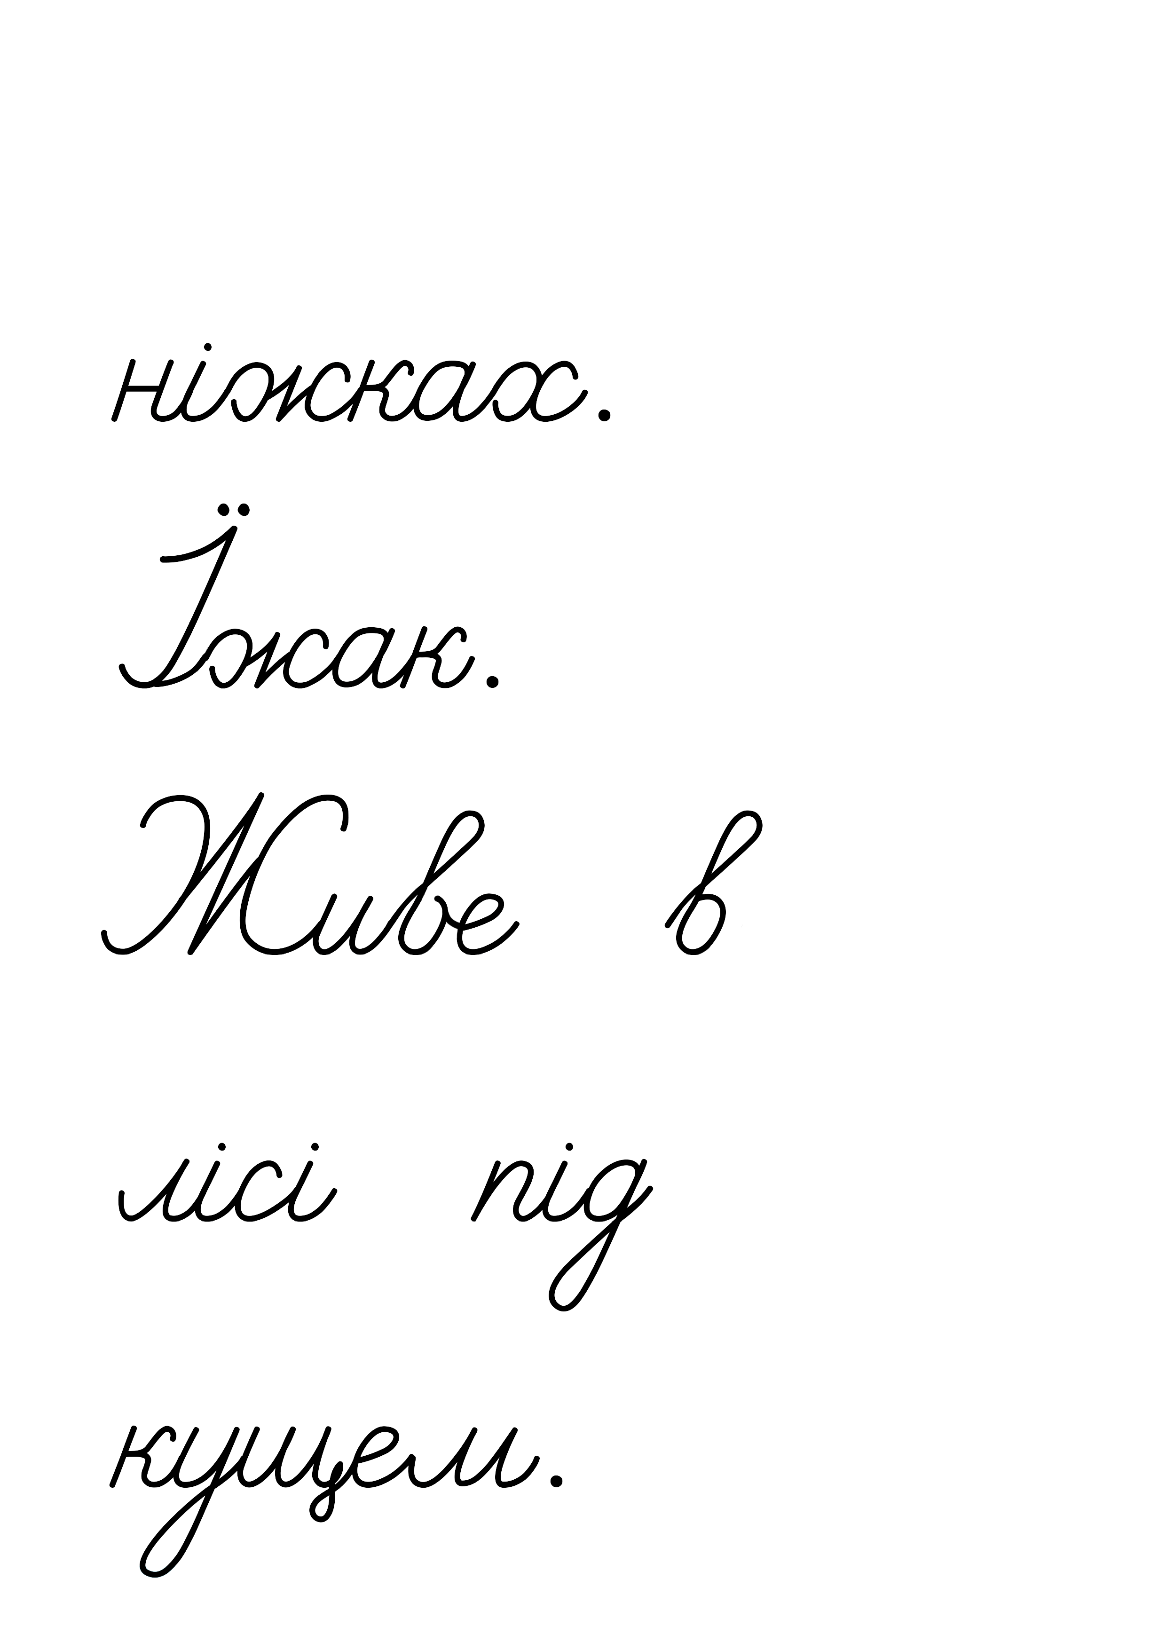 ніжках.
Їжак.
Живе в
лісі під
кущем.